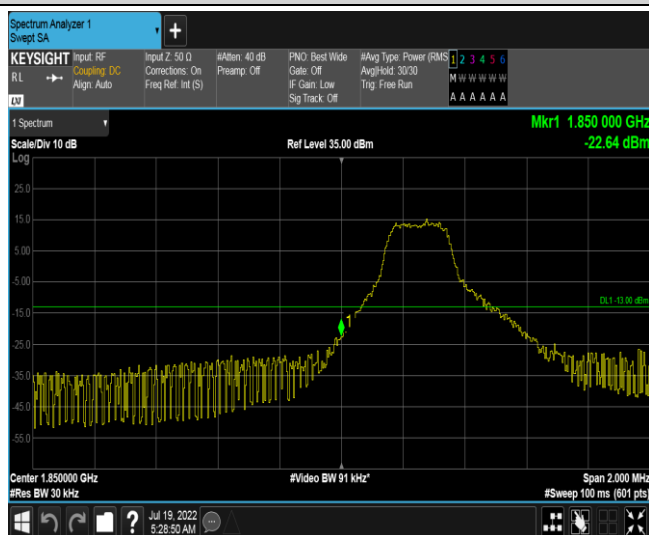 Spectrum Analyzer 1
Swept SA
+
KEYSIGHT Input: RF Input Z: 50 Ω #Atten: 40 dB PNO: Best Wide #Avg Type: Power (RMS 1 2 3 4 5 6
RL Coupling: DC Corrections: On Preamp: Off Gate: Off Avg|Hold: 30/30 M W W W W W
Align: Auto Freq Ref: Int (S) IF Gain: Low Trig: Free Run
LXI Sig Track: Off A A A A A A
1 Spectrum Mkr1 1.850 000 GHz
Scale/Div 10 dB Ref Level 35.00 dBm -22.64 dBm
Log
25.0
15.0
5.00
-5.00
DL1 -13.00 dBm
-15.0
1
-25.0
-35.0
-45.0
-55.0
Center 1.850000 GHz #Video BW 91 kHz* Span 2.000 MHz
#Res BW 30 kHz #Sweep 100 ms (601 pts)
? Jul 19, 2022
5:28:50 AM